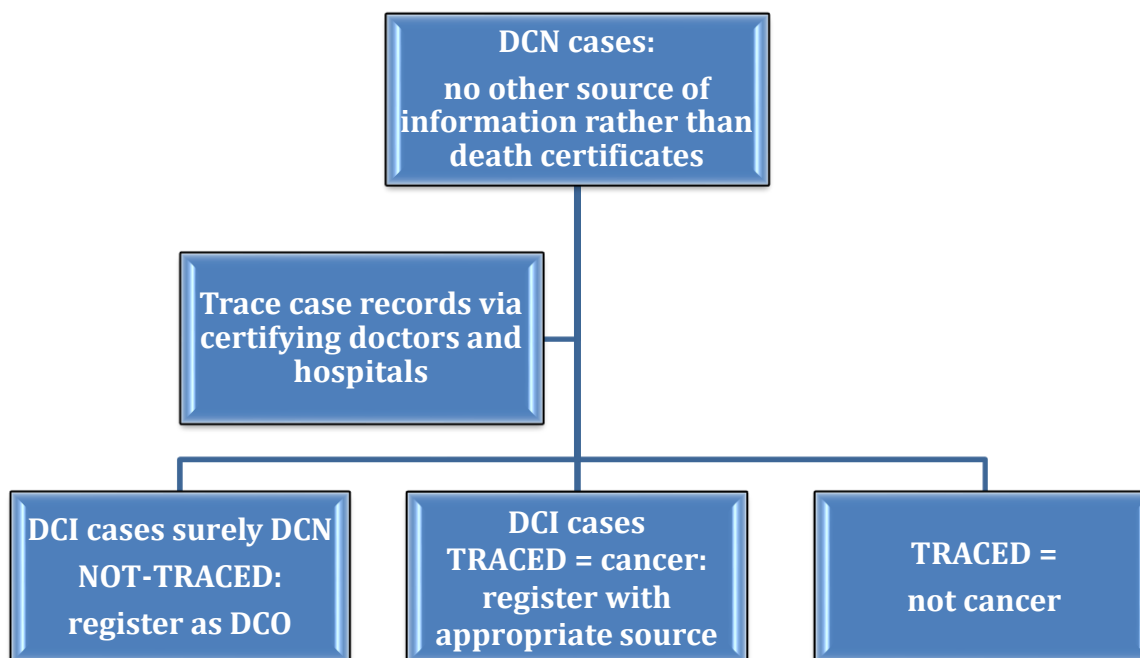 DCN cases:
no other source of
information rather than
death certificates
Trace case records via
certifying doctors and
hospitals
DCI cases surely DCN
NOT-TRACED:
register as DCO
DCI cases
TRACED = cancer:
register with
appropriate source
TRACED =
not cancer